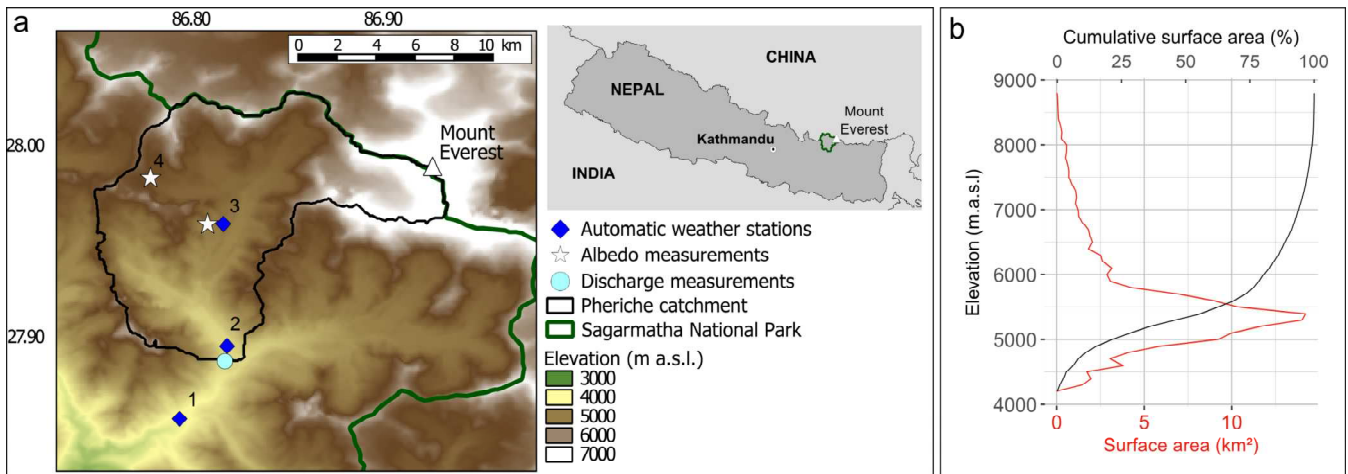 a
86.80
86.90
0 2 4 6 8 10 km
28.00
27.90
Mount
Everest
4
3
2
1
CHINA
NEPAL
Mount
Everest
Kathmandu
INDIA
Automatic weather stations
Albedo measurements
Discharge measurements
Pheriche catchment
Sagarmatha National Park
Elevation (m a.s.l.)
3000
4000
5000
6000
7000
b
Cumulative surface area (%)
0 25 50 75 100
Elevation (m.a.s.l)
9000
8000
7000
6000
5000
4000
0 5 10
Surface area (km²)